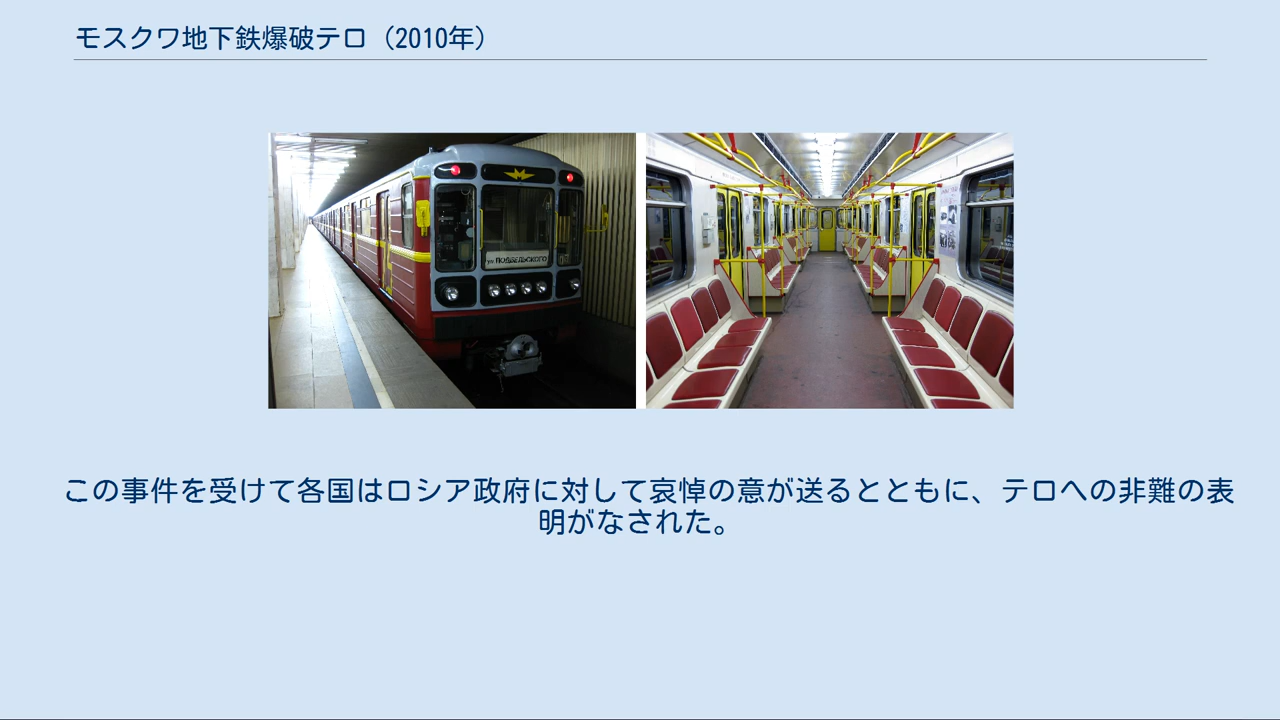 モスクワ地下鉄爆破テロ（2010年）
ул. ПОДБЕЛЬСКОГО
この事件を受けて各国はロシア政府に対して哀悼の意が送るとともに、テロへの非難の表
明がなされた。